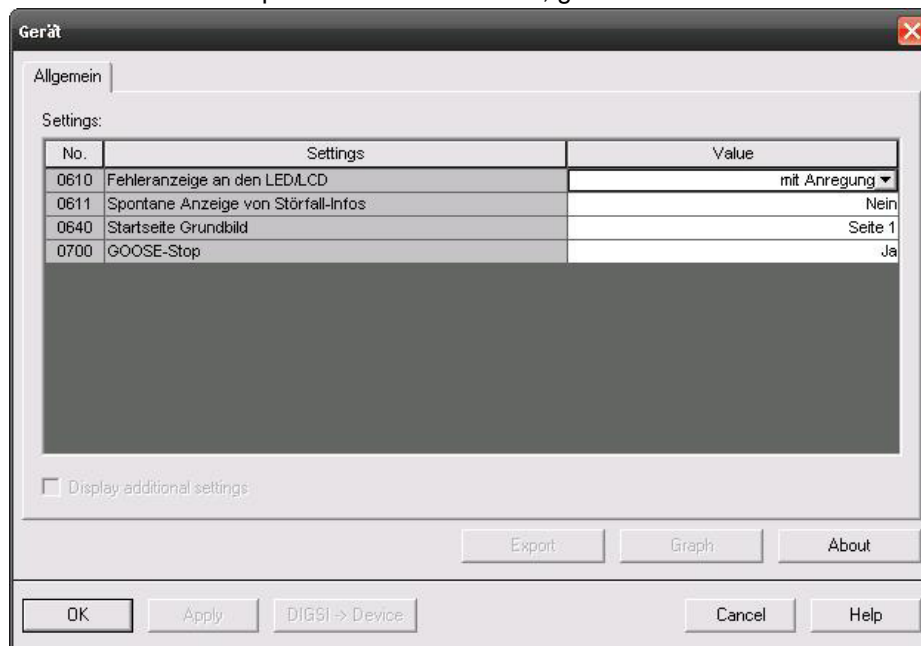 Gerät
Allgemein
Settings:
No. Settings Value
0610 Fehleranzeige an den LED/LCD mit Anregung
0611 Spontane Anzeige von Störfall-Infos Nein
0640 Startseite Grundbild Seite 1
0700 GOOSE-Stop Ja
Display additional settings
Export Graph About
OK Apply DIGSI -> Device Cancel Help